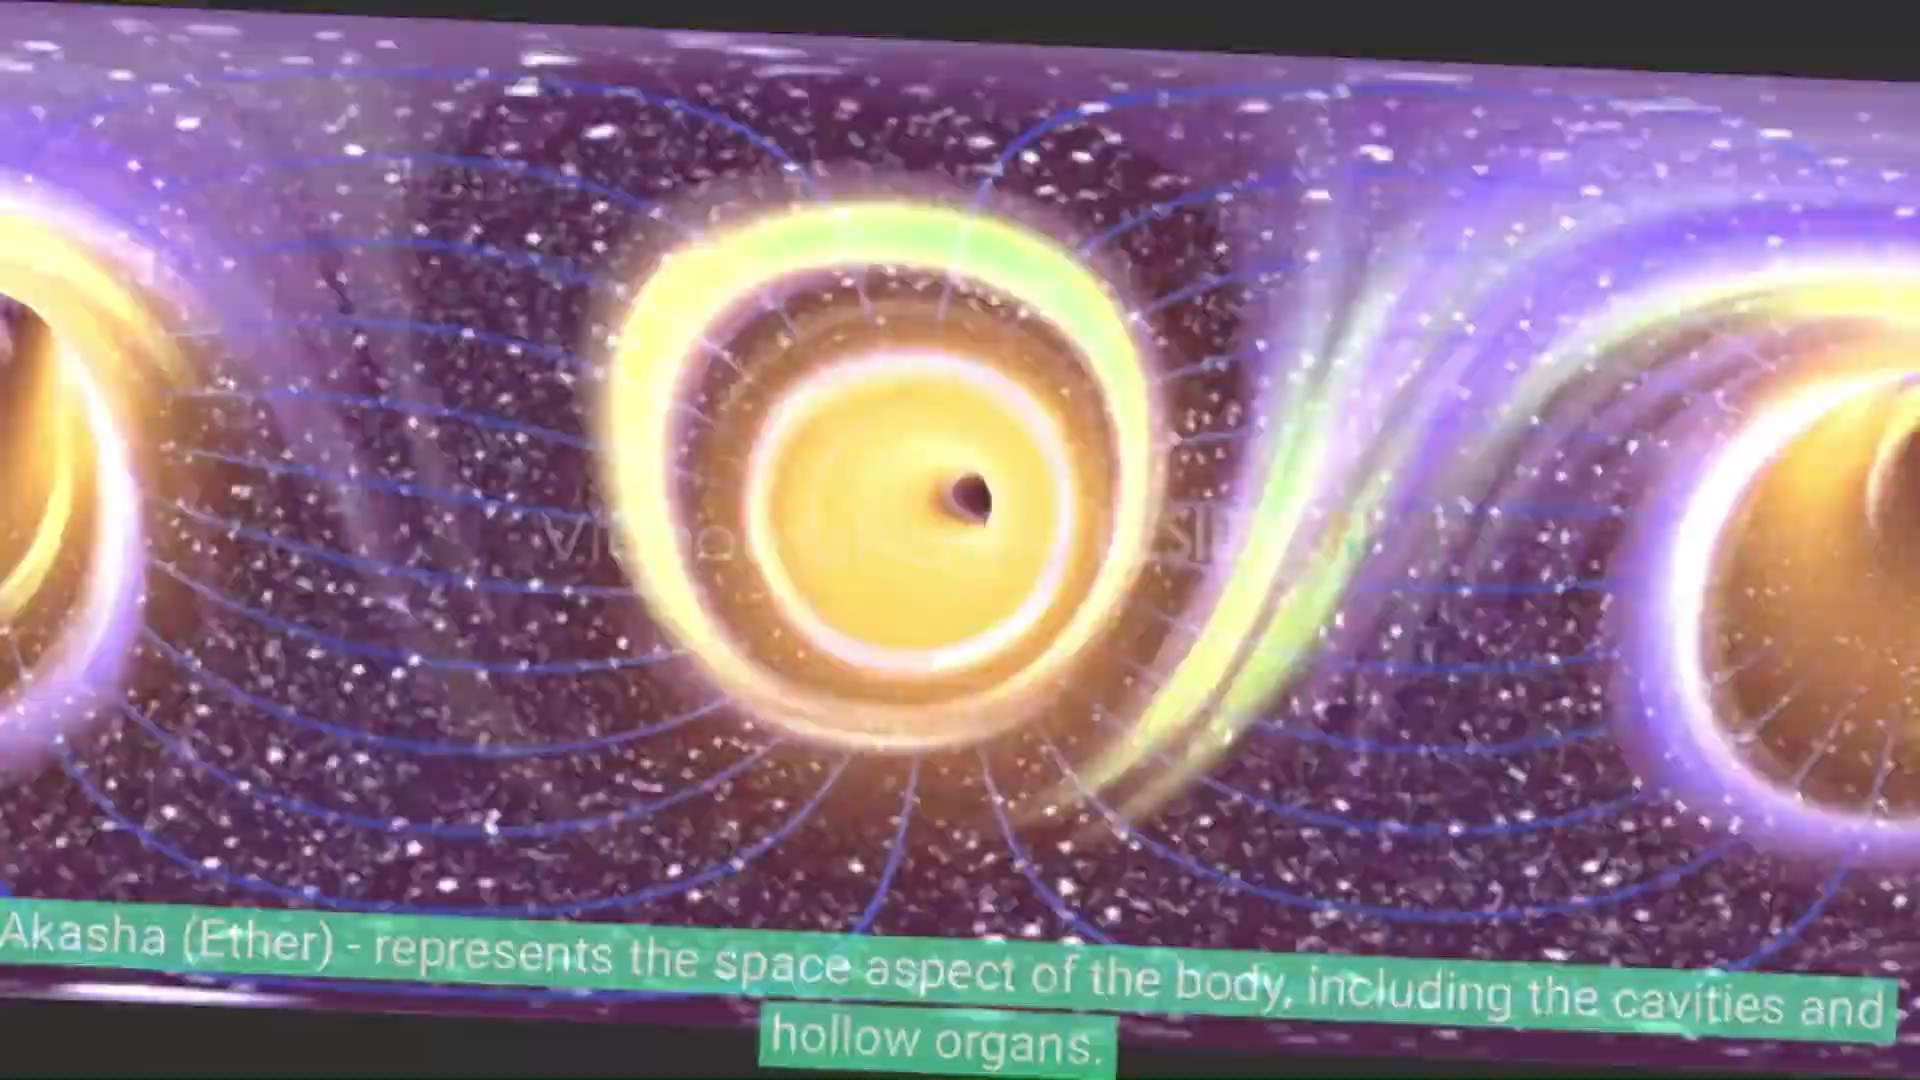 Akasha (Ether) - represents the space aspect of the body, including the cavities and
hollow organs.